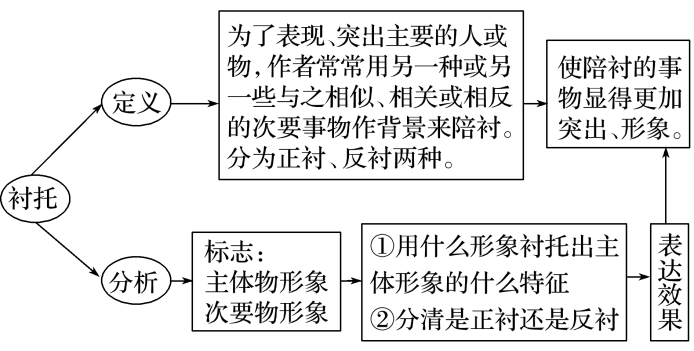 衬托
定义
为了表现、突出主要的人或
物,作者常常用另一种或另
一些与之相似、相关或相反
的次要事物作背景来陪衬。
分为正衬、反衬两种。
使陪衬的事
物显得更加
突出、形象。
分析
标志:
主体物形象
次要物形象
①用什么形象衬托出主
体形象的什么特征
②分清是正衬还是反衬
表达效果